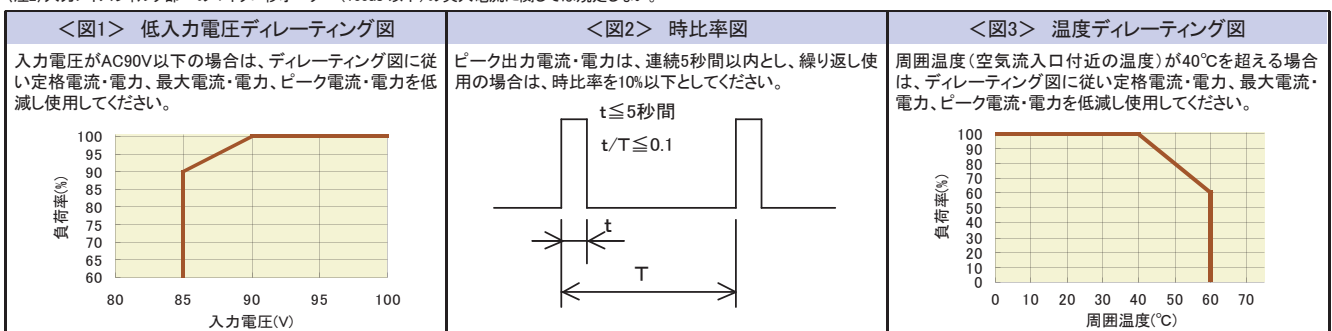 ＜図1＞ 低入力電圧ディレーティング図
入力電圧がAC90V以下の場合は、ディレーティング図に従
い定格電流・電力、最大電流・電力、ピーク電流・電力を低
減し使用してください。
100
95
90
85
80
75
70
65
60
負荷率(%)
80 85 90 95 100
入力電圧(V)
＜図2＞ 時比率図
ピーク出力電流・電力は、連続5秒間以内とし、繰り返し使
用の場合は、時比率を10%以下としてください。
t≦5秒間
t/T≦0.1
t
T
＜図3＞ 温度ディレーティング図
周囲温度(空気流入口付近の温度)が40℃を超える場合
は、ディレーティング図に従い定格電流・電力、最大電流・
電力、ピーク電流・電力を低減し使用してください。
100
90
80
70
60
50
40
30
20
10
0
負荷率(%)
0 10 20 30 40 50 60 70
周囲温度(℃)